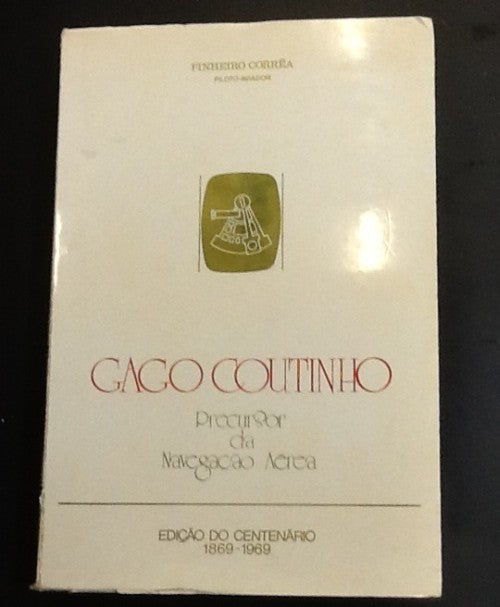 PINHEIRO CORRÊA
PILOTO-AVIADOR
GAGO COUTINHO
Precursor
da
Navegação Aérea
EDIÇÃO DO CENTENÁRIO
1869-1969